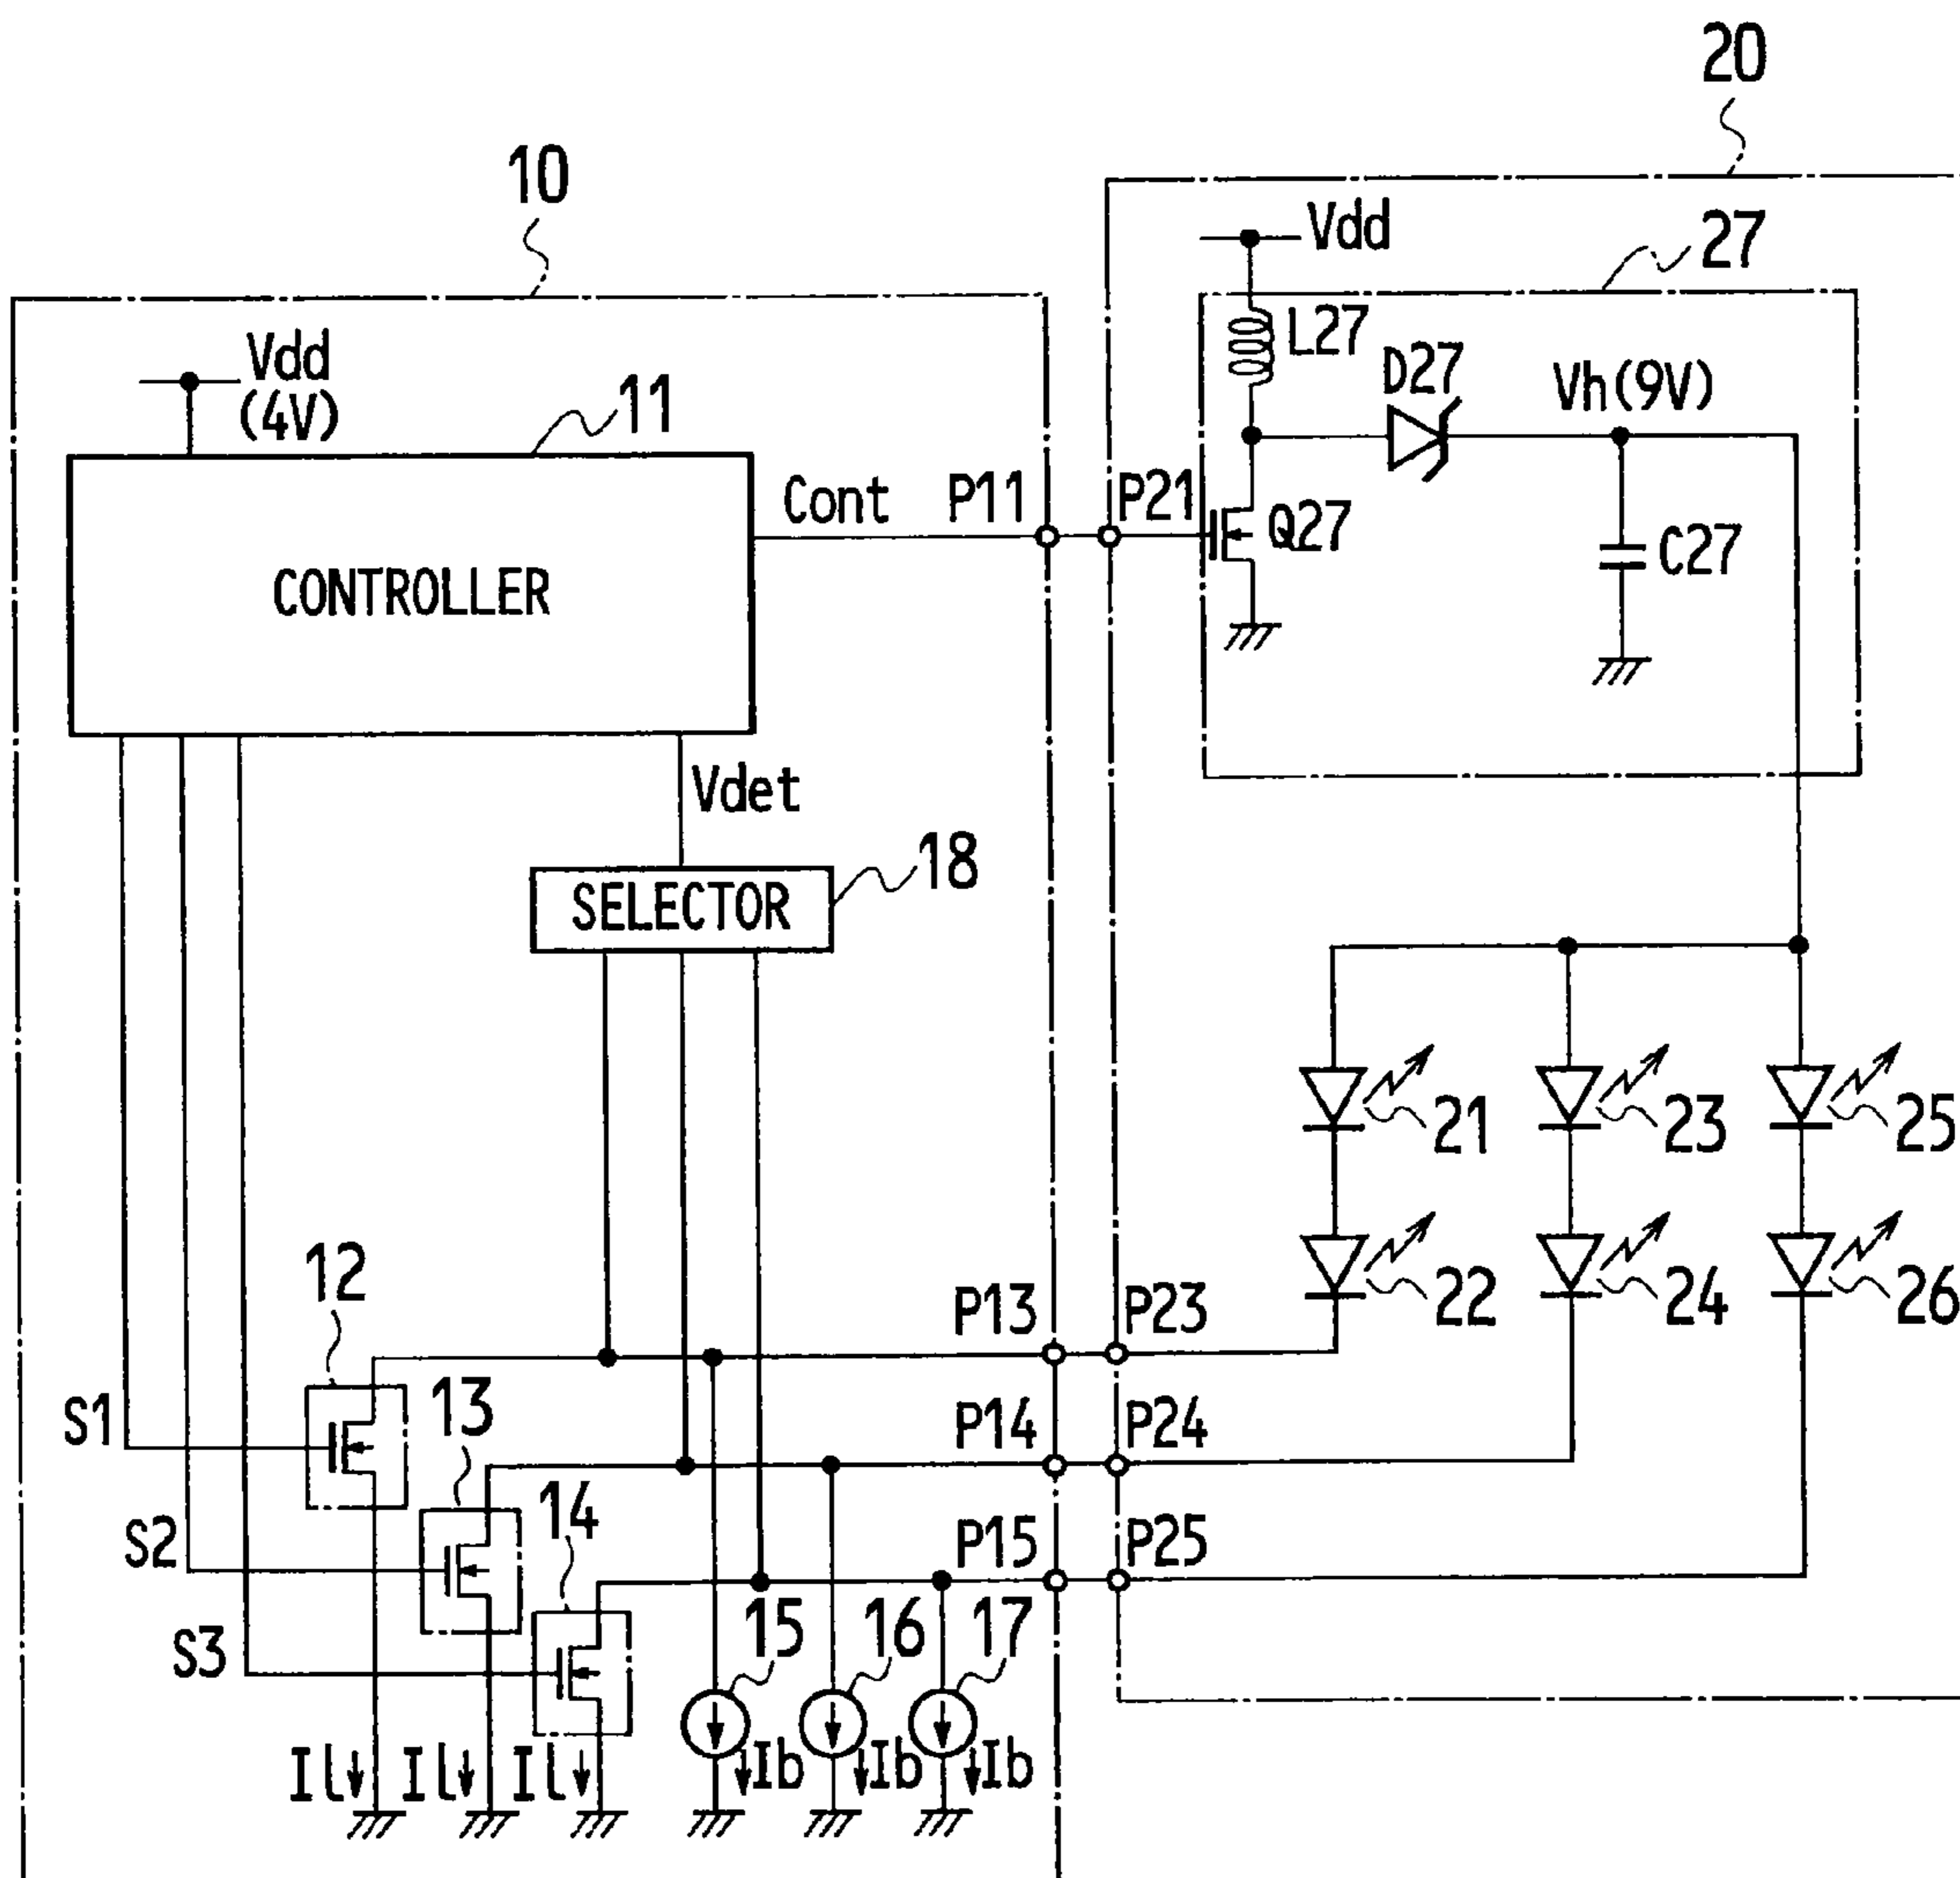 20
10
Vdd
27
L27
Vdd
(4V)
11
D27
Vh(9V)
Cont
P11
P21
Q27
C27
CONTROLLER
Vdet
18
SELECTOR
21
23
25
12
P13
P23
22
24
26
S1
13
P14
P24
14
S2
P15
P25
S3
15
16
17
Il
Il
Il
Ib
Ib
Ib